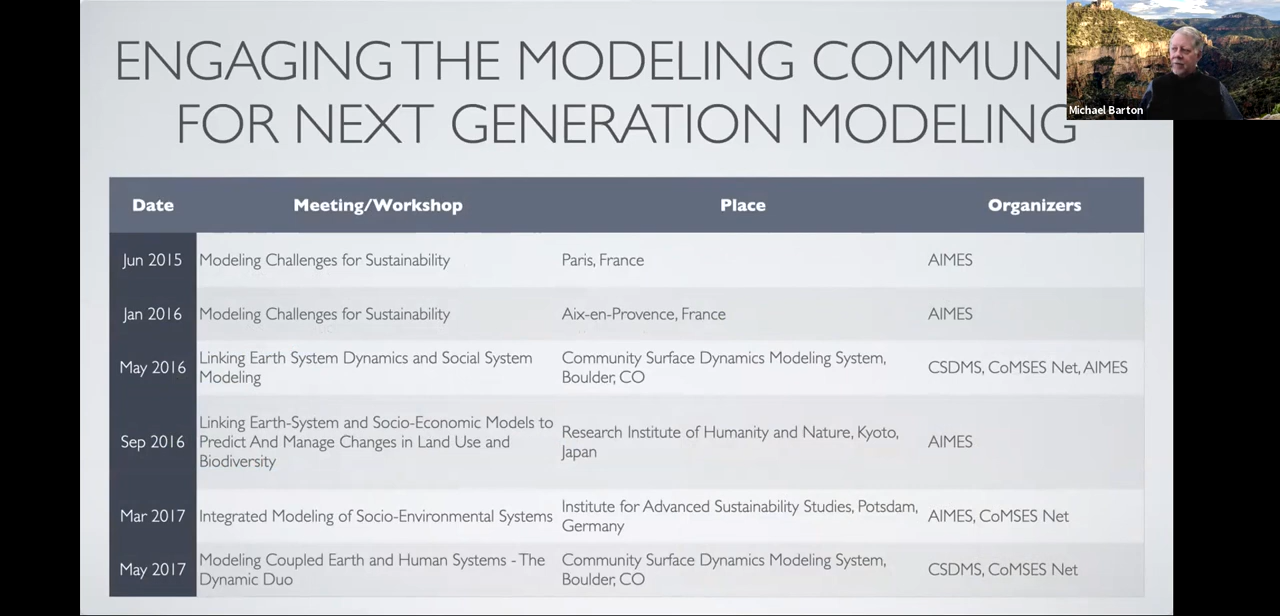 ENGAGING THE MODELING COMMUN
FOR NEXT GENERATION MODELING
Michael Barton
Date Meeting/Workshop Place Organizers
Jun 2015 Modeling Challenges for Sustainability Paris, France AIMES
Jan 2016 Modeling Challenges for Sustainability Aix-en-Provence, France AIMES
May 2016 Linking Earth System Dynamics and Social System
Modeling
Community Surface Dynamics Modeling System,
Boulder, CO
CSDMS, CoMSES Net, AIMES
Sep 2016 Linking Earth-System and Socio-Economic Models to
Predict And Manage Changes in Land Use and
Biodiversity
Research Institute of Humanity and Nature, Kyoto,
Japan
AIMES
Mar 2017 Integrated Modeling of Socio-Environmental Systems
Institute for Advanced Sustainability Studies, Potsdam,
Germany
AIMES, CoMSES Net
May 2017 Modeling Coupled Earth and Human Systems - The
Dynamic Duo
Community Surface Dynamics Modeling System,
Boulder, CO
CSDMS, CoMSES Net